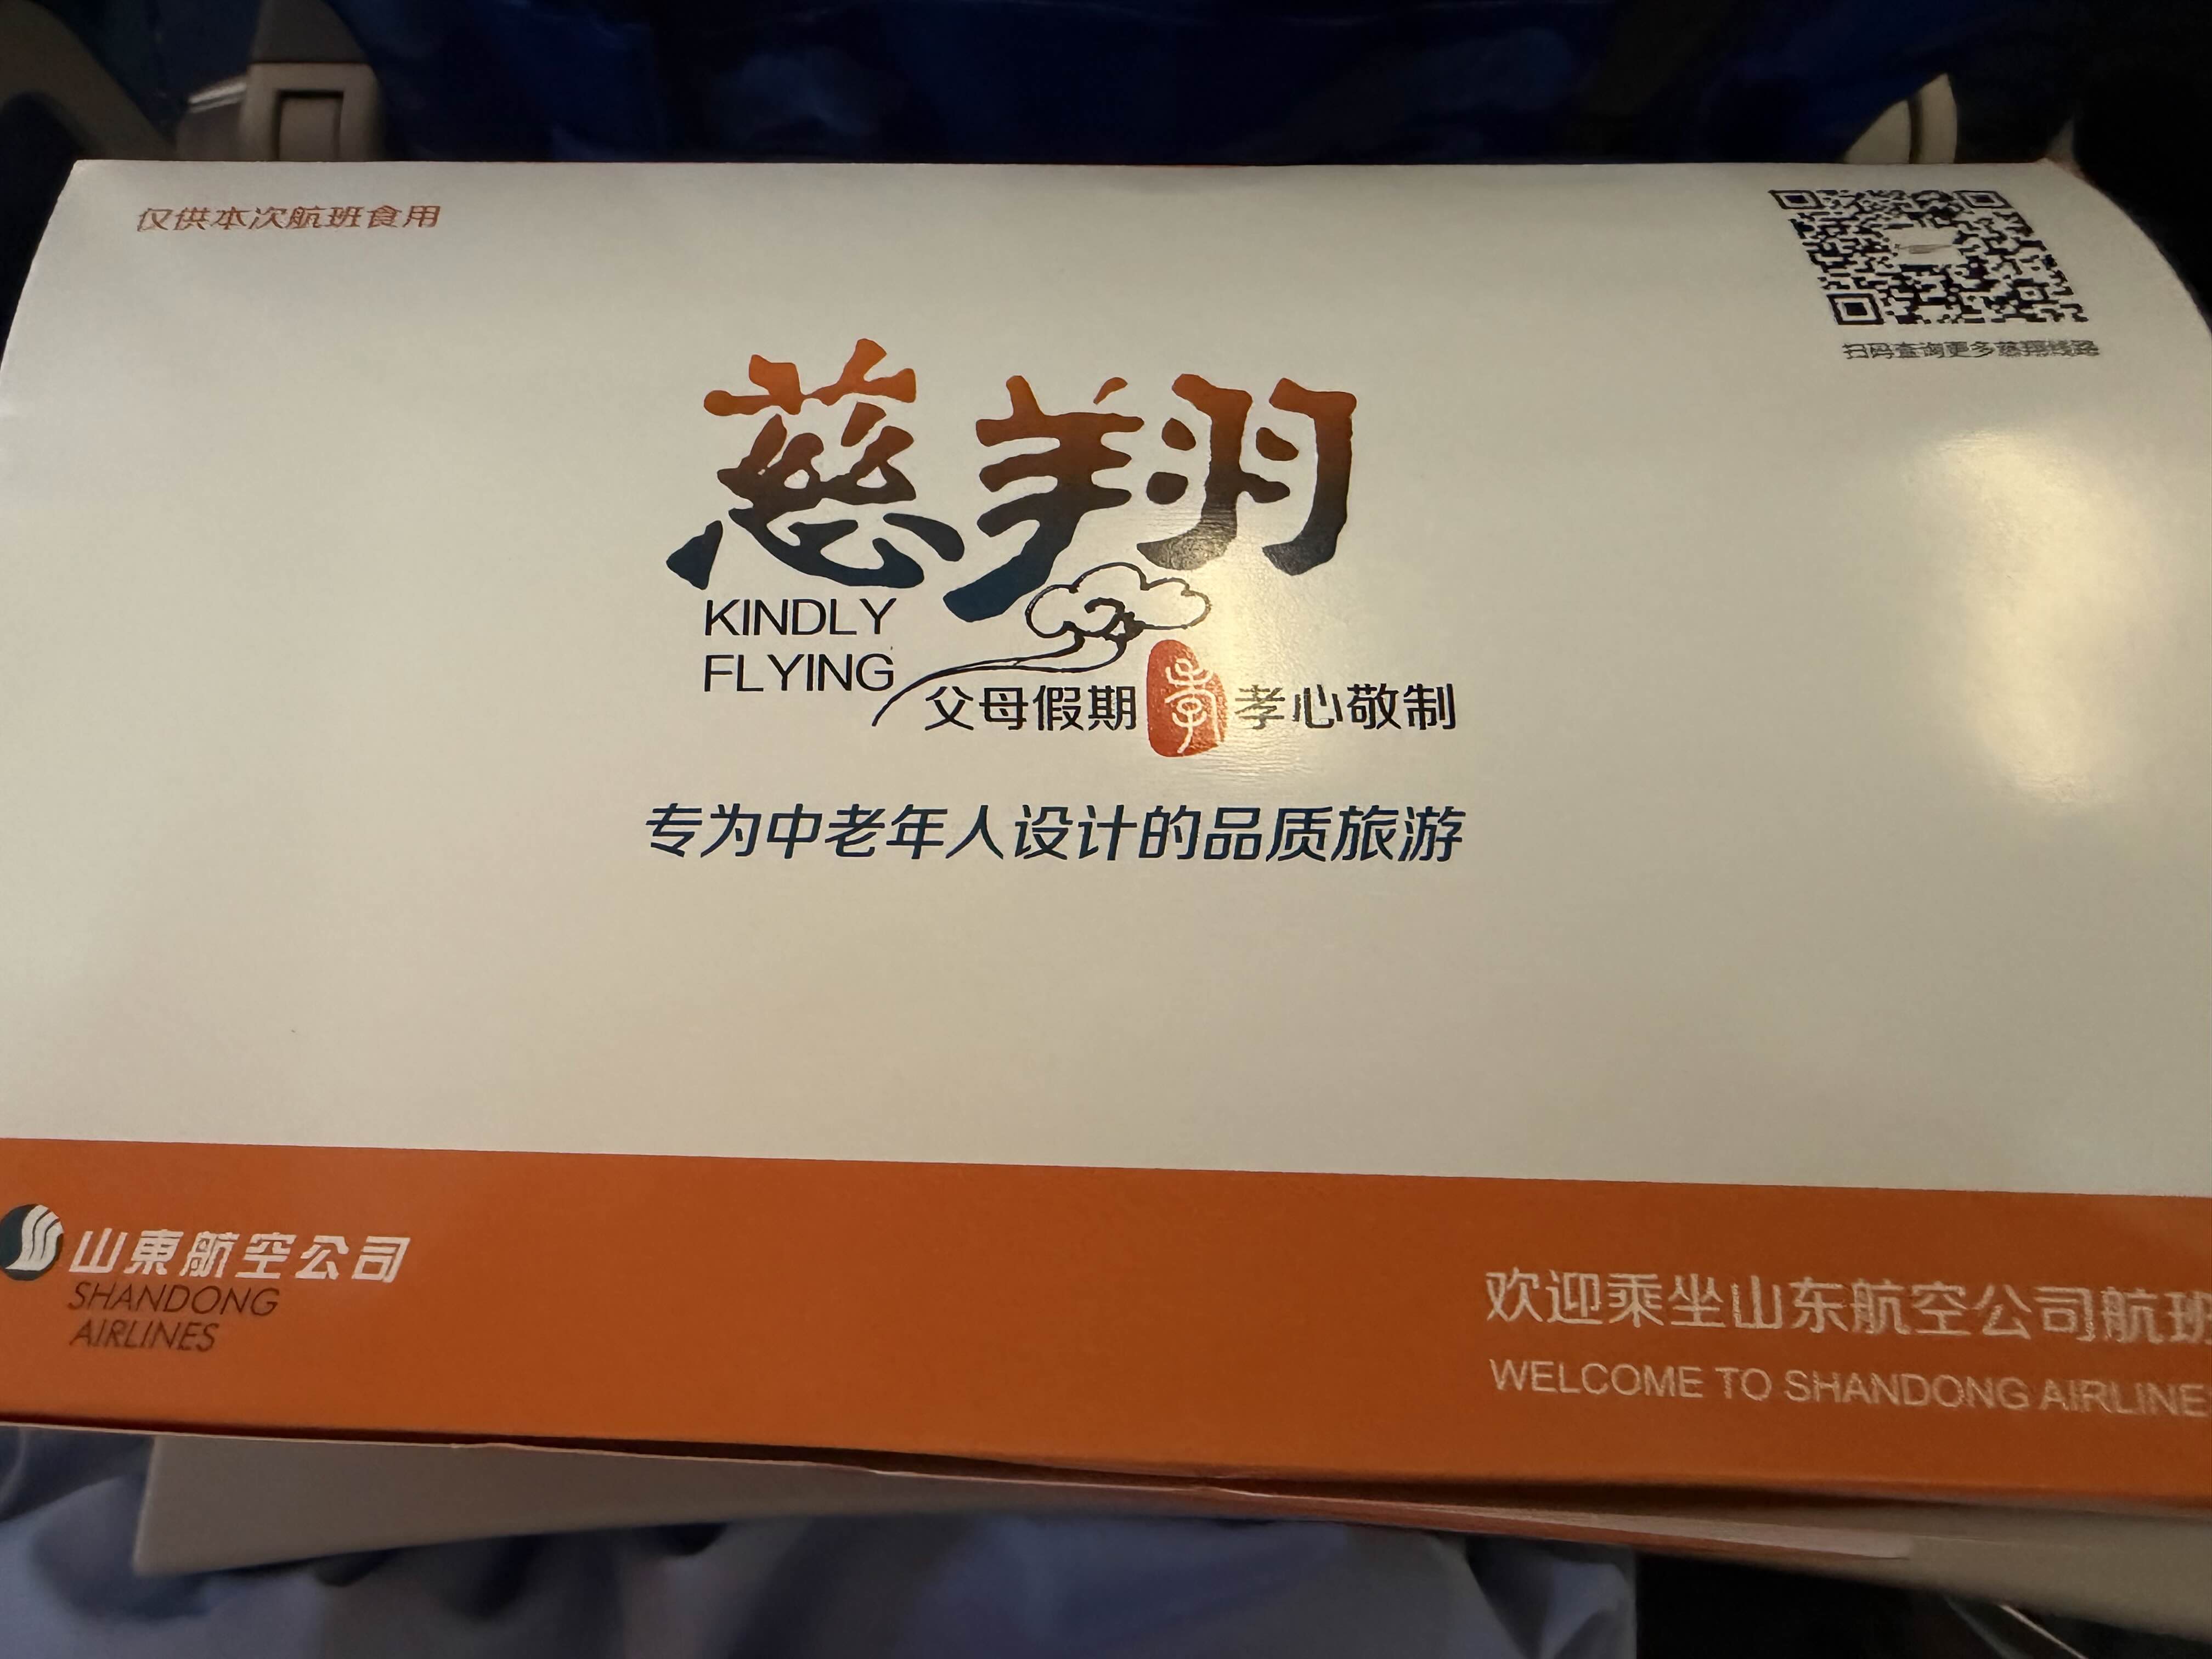 仅供本次航班食用
扫码查询更多慈翔线路
慈翔
KINDLY
FLYING
父母假期 孝 孝心敬制
专为中老年人设计的品质旅游
山東航空公司
SHANDONG
AIRLINES
欢迎乘坐山东航空公司航班
WELCOME TO SHANDONG AIRLINE